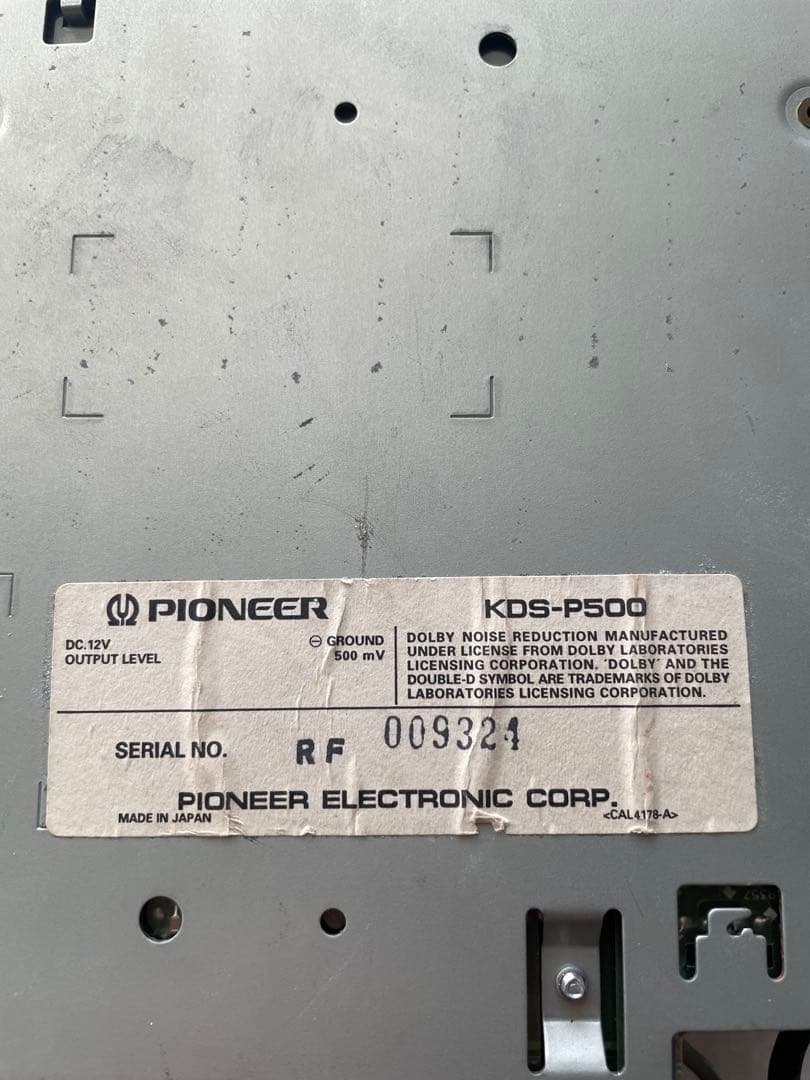 PIONEER
KDS-P500
DC.12V
⊖ GROUND
OUTPUT LEVEL
500 mV
DOLBY NOISE REDUCTION MANUFACTURED
UNDER LICENSE FROM DOLBY LABORATORIES
LICENSING CORPORATION. 'DOLBY' AND THE
DOUBLE-D SYMBOL ARE TRADEMARKS OF DOLBY
LABORATORIES LICENSING CORPORATION.
SERIAL NO. RF 009324
PIONEER ELECTRONIC CORP.
MADE IN JAPAN
<CAL4178-A>